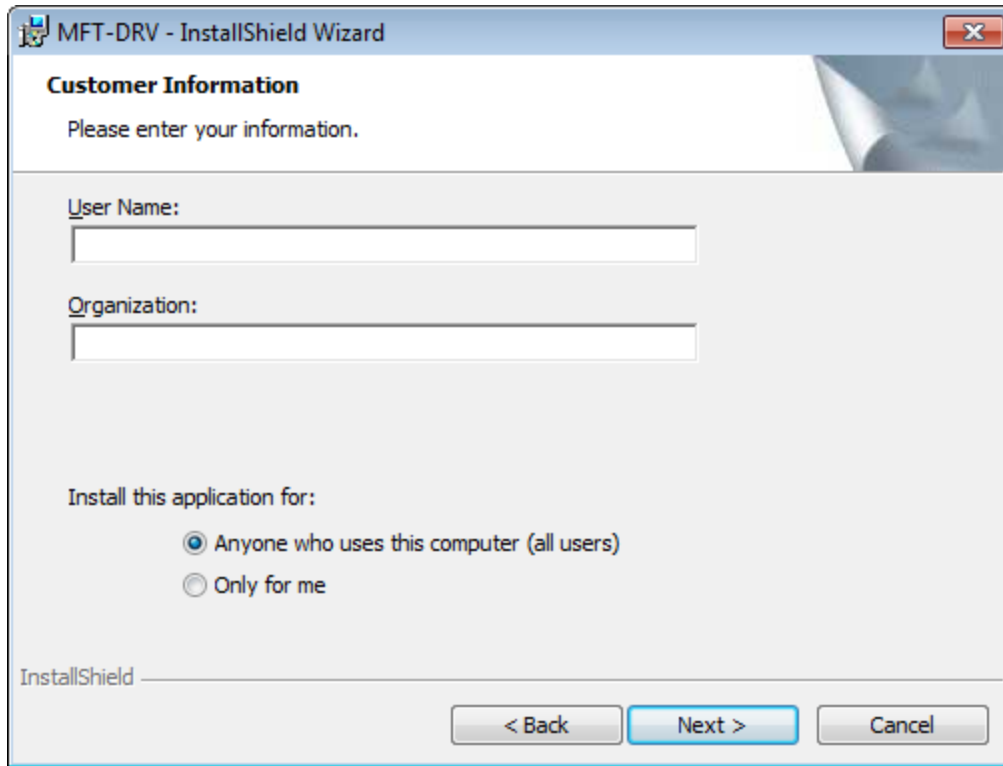 MFT-DRV - InstallShield Wizard
Customer Information
Please enter your information.
User Name:
Organization:
Install this application for:
Anyone who uses this computer (all users)
Only for me
InstallShield
< Back Next > Cancel